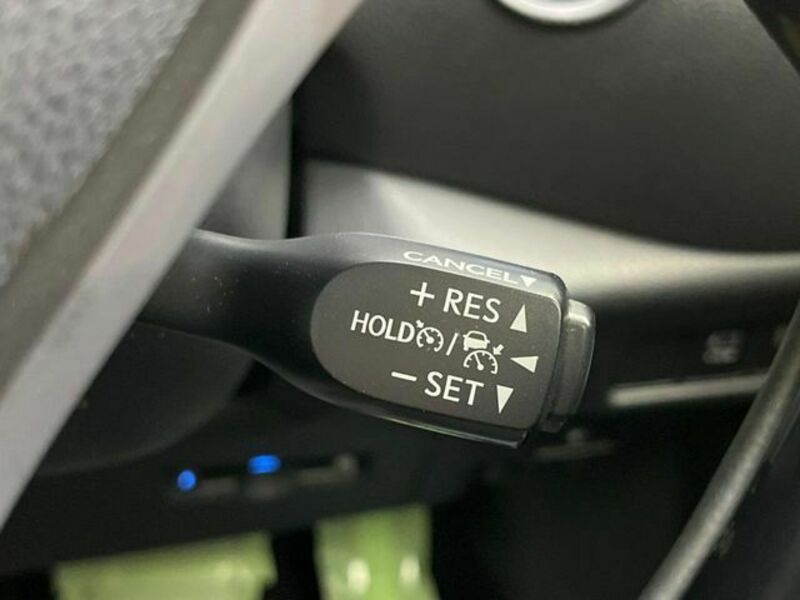 CANCEL▼
+ RES ▲
HOLD /
− SET ▼